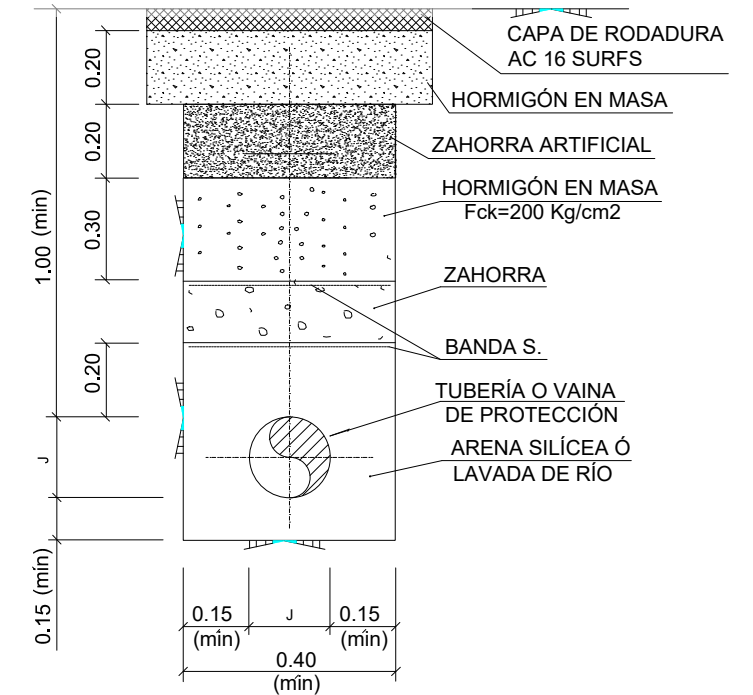 CAPA DE RODADURA
AC 16 SURFS
HORMIGÓN EN MASA
ZAHORRA ARTIFICIAL
HORMIGÓN EN MASA
Fck=200 Kg/cm2
ZAHORRA
BANDA S.
TUBERÍA O VAINA
DE PROTECCIÓN
ARENA SILÍCEA Ó
LAVADA DE RÍO
0.20
0.20
0.30
0.20
1.00 (mín)
J
0.15 (mín)
0.15
(mín)
J
0.15
(mín)
0.40
(mín)